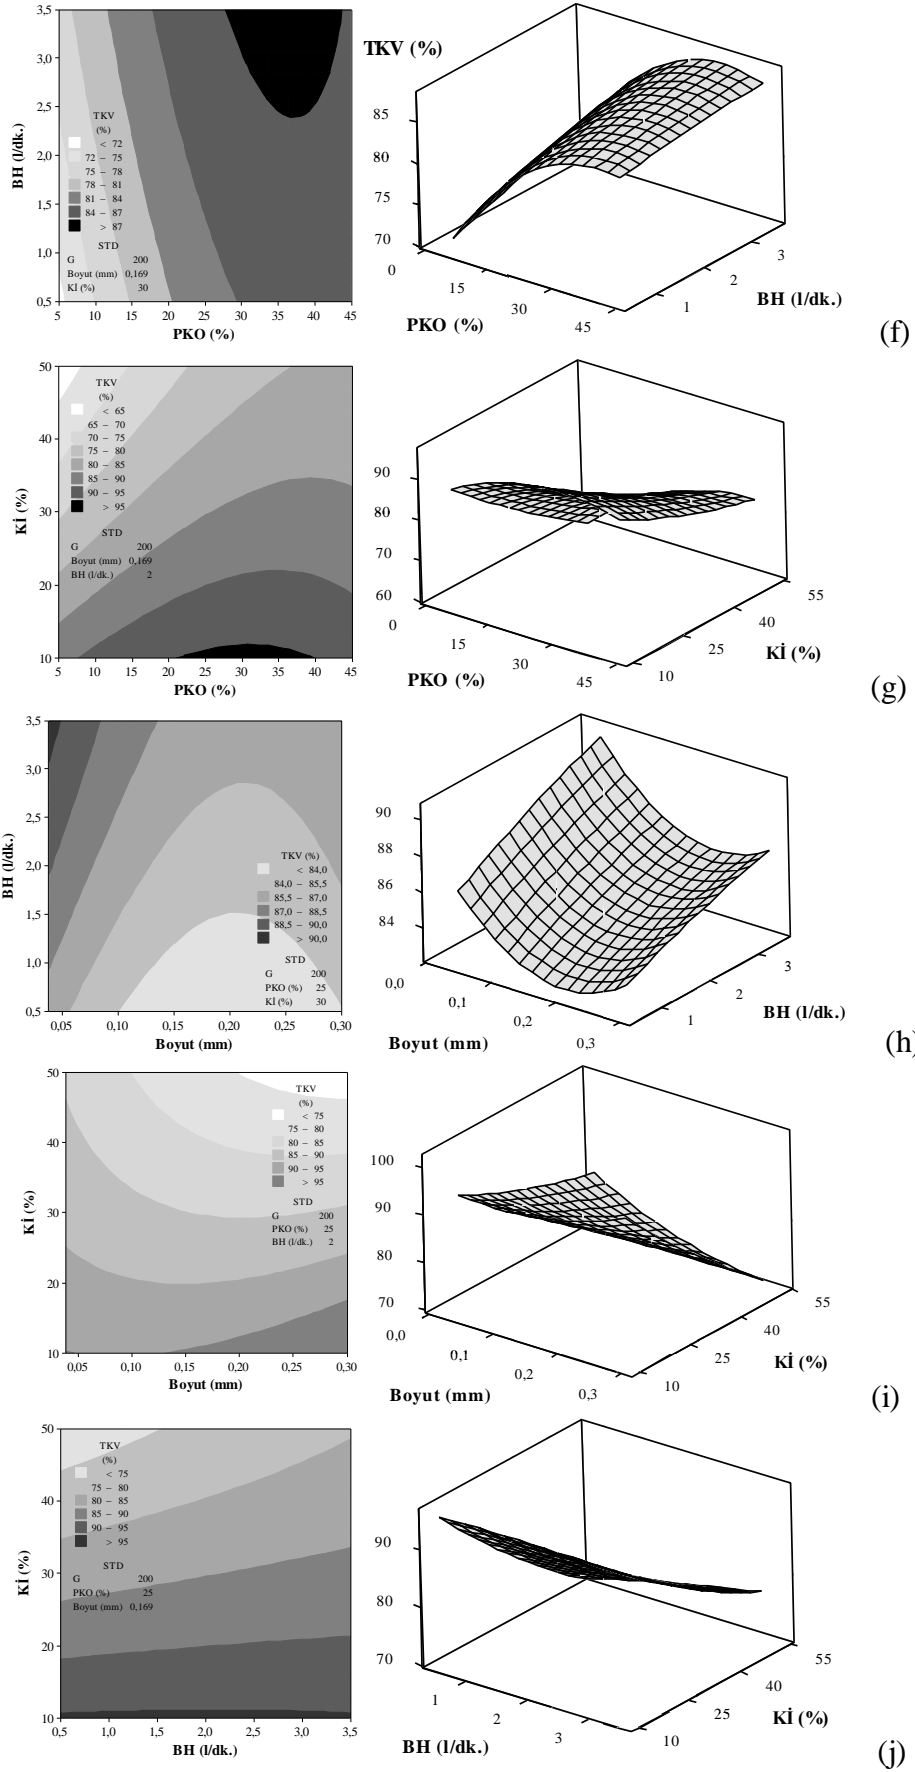 3,5
3,0
2,5
2,0
1,5
1,0
0,5
BH (l/dk.)
TKV
(%)
< 72
72 – 75
75 – 78
78 – 81
81 – 84
84 – 87
> 87
STD
G 200
Boyut (mm) 0,169
Kİ (%) 30
5 10 15 20 25 30 35 40 45
PKO (%)
TKV (%)
85
80
75
70
0
15
30
45
PKO (%)
1
2
3
BH (l/dk.)
(f)
50
40
30
20
10
Kİ (%)
TKV
(%)
< 65
65 – 70
70 – 75
75 – 80
80 – 85
85 – 90
90 – 95
> 95
STD
G 200
Boyut (mm) 0,169
BH (l/dk.) 2
5 10 15 20 25 30 35 40 45
PKO (%)
90
80
70
60
0
15
30
45
PKO (%)
10
25
40
55
Kİ (%)
(g)
3,5
3,0
2,5
2,0
1,5
1,0
0,5
BH (l/dk.)
TKV (%)
< 84,0
84,0 – 85,5
85,5 – 87,0
87,0 – 88,5
88,5 – 90,0
> 90,0
STD
G 200
PKO (%) 25
Kİ (%) 30
0,05 0,10 0,15 0,20 0,25 0,30
Boyut (mm)
90
88
86
84
0,0
0,1
0,2
0,3
Boyut (mm)
1
2
3
BH (l/dk.)
(h)
50
40
30
20
10
Kİ (%)
TKV
(%)
< 75
75 – 80
80 – 85
85 – 90
90 – 95
> 95
STD
G 200
PKO (%) 25
BH (l/dk.) 2
0,05 0,10 0,15 0,20 0,25 0,30
Boyut (mm)
100
90
80
70
0,0
0,1
0,2
0,3
Boyut (mm)
10
25
40
55
Kİ (%)
(i)
50
40
30
20
10
Kİ (%)
TKV
(%)
< 75
75 – 80
80 – 85
85 – 90
90 – 95
> 95
STD
G 200
PKO (%) 25
Boyut (mm) 0,169
0,5 1,0 1,5 2,0 2,5 3,0 3,5
BH (l/dk.)
90
80
70
1
2
3
BH (l/dk.)
10
25
40
55
Kİ (%)
(j)